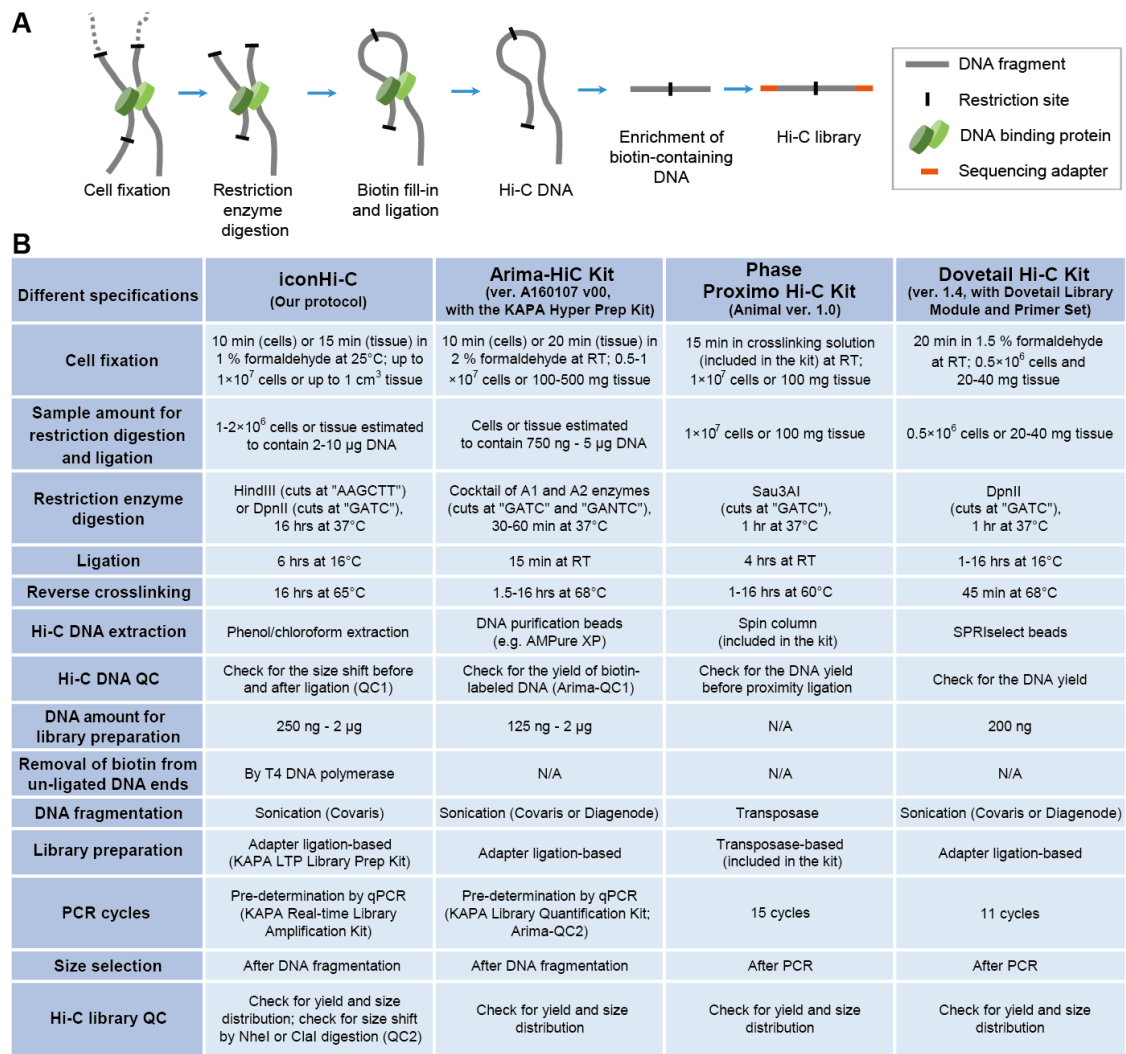 A
Cell fixation
Restriction
enzyme
digestion
Biotin fill-in
and ligation
Hi-C DNA
Enrichment of
biotin-containing
DNA
Hi-C library
DNA fragment
Restriction site
DNA binding protein
Sequencing adapter
B
Different specifications
iconHi-C
(Our protocol)
Arima-HiC Kit
(ver. A160107 v00,
with the KAPA Hyper Prep Kit)
Phase
Proximo Hi-C Kit
(Animal ver. 1.0)
Dovetail Hi-C Kit
(ver. 1.4, with Dovetail Library
Module and Primer Set)
Cell fixation
10 min (cells) or 15 min (tissue) in
1 % formaldehyde at 25°C; up to
1×10⁷ cells or up to 1 cm³ tissue
10 min (cells) or 20 min (tissue) in
2 % formaldehyde at RT; 0.5-1
×10⁷ cells or 100-500 mg tissue
15 min in crosslinking solution
(included in the kit) at RT;
1×10⁷ cells or 100 mg tissue
20 min in 1.5 % formaldehyde
at RT; 0.5×10⁶ cells and
20-40 mg tissue
Sample amount for
restriction digestion
and ligation
1-2×10⁶ cells or tissue estimated
to contain 2-10 µg DNA
Cells or tissue estimated
to contain 750 ng - 5 µg DNA
1×10⁷ cells or 100 mg tissue
0.5×10⁶ cells or 20-40 mg tissue
Restriction enzyme
digestion
HindIII (cuts at "AAGCTT")
or DpnII (cuts at "GATC"),
16 hrs at 37°C
Cocktail of A1 and A2 enzymes
(cuts at "GATC" and "GANTC"),
30-60 min at 37°C
Sau3AI
(cuts at "GATC"),
1 hr at 37°C
DpnII
(cuts at "GATC"),
1 hr at 37°C
Ligation
6 hrs at 16°C
15 min at RT
4 hrs at RT
1-16 hrs at 16°C
Reverse crosslinking
16 hrs at 65°C
1.5-16 hrs at 68°C
1-16 hrs at 60°C
45 min at 68°C
Hi-C DNA extraction
Phenol/chloroform extraction
DNA purification beads
(e.g. AMPure XP)
Spin column
(included in the kit)
SPRIselect beads
Hi-C DNA QC
Check for the size shift before
and after ligation (QC1)
Check for the yield of biotin-
labeled DNA (Arima-QC1)
Check for the DNA yield
before proximity ligation
Check for the DNA yield
DNA amount for
library preparation
250 ng - 2 µg
125 ng - 2 µg
N/A
200 ng
Removal of biotin from
un-ligated DNA ends
By T4 DNA polymerase
N/A
N/A
N/A
DNA fragmentation
Sonication (Covaris)
Sonication (Covaris or Diagenode)
Transposase
Sonication (Covaris or Diagenode)
Library preparation
Adapter ligation-based
(KAPA LTP Library Prep Kit)
Adapter ligation-based
Transposase-based
(included in the kit)
Adapter ligation-based
PCR cycles
Pre-determination by qPCR
(KAPA Real-time Library
Amplification Kit)
Pre-determination by qPCR
(KAPA Library Quantification Kit;
Arima-QC2)
15 cycles
11 cycles
Size selection
After DNA fragmentation
After DNA fragmentation
After PCR
After PCR
Hi-C library QC
Check for yield and size
distribution; check for size shift
by NheI or ClaI digestion (QC2)
Check for yield and size
distribution
Check for yield and size
distribution
Check for yield and size
distribution